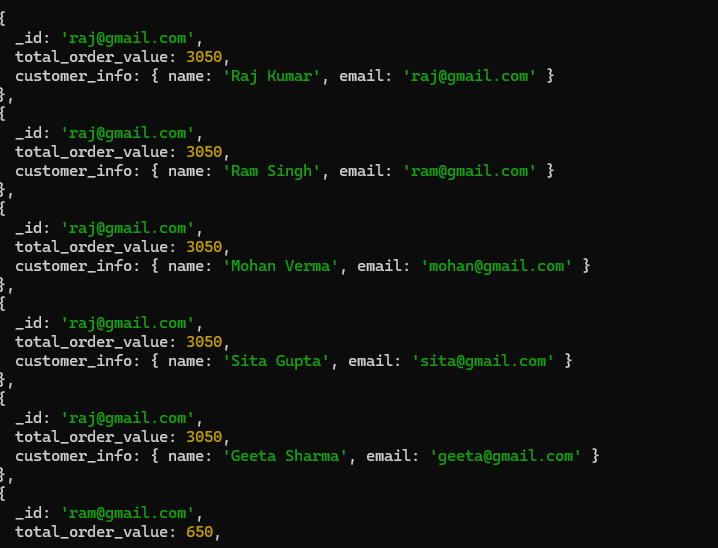 {
  _id: 'raj@gmail.com',
  total_order_value: 3050,
  customer_info: { name: 'Raj Kumar', email: 'raj@gmail.com' }
},
{
  _id: 'raj@gmail.com',
  total_order_value: 3050,
  customer_info: { name: 'Ram Singh', email: 'ram@gmail.com' }
},
{
  _id: 'raj@gmail.com',
  total_order_value: 3050,
  customer_info: { name: 'Mohan Verma', email: 'mohan@gmail.com' }
},
{
  _id: 'raj@gmail.com',
  total_order_value: 3050,
  customer_info: { name: 'Sita Gupta', email: 'sita@gmail.com' }
},
{
  _id: 'raj@gmail.com',
  total_order_value: 3050,
  customer_info: { name: 'Geeta Sharma', email: 'geeta@gmail.com' }
},
{
  _id: 'ram@gmail.com',
  total_order_value: 650,